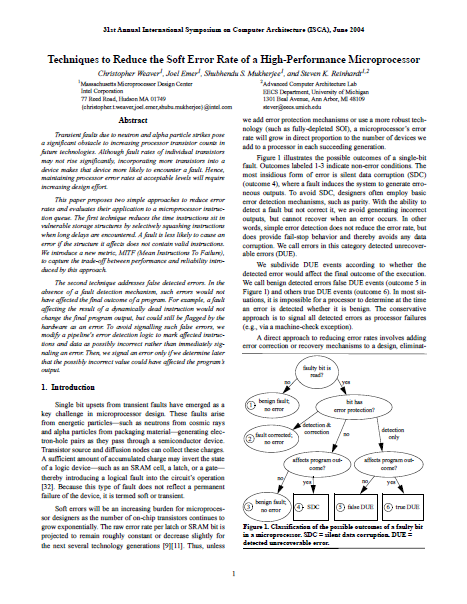 31st Annual International Symposium on Computer Architecture (ISCA), June 2004
Techniques to Reduce the Soft Error Rate of a High-Performance Microprocessor
Christopher Weaver¹, Joel Emer¹, Shubhendu S. Mukherjee¹, and Steven K. Reinhardt¹,²
¹Massachusetts Microprocessor Design Center
Intel Corporation
77 Reed Road, Hudson MA 01749
{christopher.t.weaver,joel.emer,shubu.mukherjee}@intel.com
²Advanced Computer Architecture Lab
EECS Department, University of Michigan
1301 Beal Avenue, Ann Arbor, MI 48109
stever@eecs.umich.edu
Abstract
Transient faults due to neutron and alpha particle strikes pose
a significant obstacle to increasing processor transistor counts in
future technologies. Although fault rates of individual transistors
may not rise significantly, incorporating more transistors into a
device makes that device more likely to encounter a fault. Hence,
maintaining processor error rates at acceptable levels will require
increasing design effort.
This paper proposes two simple approaches to reduce error
rates and evaluates their application to a microprocessor instruc-
tion queue. The first technique reduces the time instructions sit in
vulnerable storage structures by selectively squashing instructions
when long delays are encountered. A fault is less likely to cause an
error if the structure it affects does not contain valid instructions.
We introduce a new metric, MITF (Mean Instructions To Failure),
to capture the trade-off between performance and reliability intro-
duced by this approach.
The second technique addresses false detected errors. In the
absence of a fault detection mechanism, such errors would not
have affected the final outcome of a program. For example, a fault
affecting the result of a dynamically dead instruction would not
change the final program output, but could still be flagged by the
hardware as an error. To avoid signalling such false errors, we
modify a pipeline's error detection logic to mark affected instruc-
tions and data as possibly incorrect rather than immediately sig-
naling an error. Then, we signal an error only if we determine later
that the possibly incorrect value could have affected the program's
output.
1. Introduction
Single bit upsets from transient faults have emerged as a
key challenge in microprocessor design. These faults arise
from energetic particles—such as neutrons from cosmic rays
and alpha particles from packaging material—generating elec-
tron-hole pairs as they pass through a semiconductor device.
Transistor source and diffusion nodes can collect these charges.
A sufficient amount of accumulated charge may invert the state
of a logic device—such as an SRAM cell, a latch, or a gate—
thereby introducing a logical fault into the circuit's operation
[32]. Because this type of fault does not reflect a permanent
failure of the device, it is termed soft or transient.
Soft errors will be an increasing burden for microproces-
sor designers as the number of on-chip transistors continues to
grow exponentially. The raw error rate per latch or SRAM bit is
projected to remain roughly constant or decrease slightly for
the next several technology generations [9][11]. Thus, unless
we add error protection mechanisms or use a more robust tech-
nology (such as fully-depleted SOI), a microprocessor's error
rate will grow in direct proportion to the number of devices we
add to a processor in each succeeding generation.
Figure 1 illustrates the possible outcomes of a single-bit
fault. Outcomes labeled 1-3 indicate non-error conditions. The
most insidious form of error is silent data corruption (SDC)
(outcome 4), where a fault induces the system to generate erro-
neous outputs. To avoid SDC, designers often employ basic
error detection mechanisms, such as parity. With the ability to
detect a fault but not correct it, we avoid generating incorrect
outputs, but cannot recover when an error occurs. In other
words, simple error detection does not reduce the error rate, but
does provide fail-stop behavior and thereby avoids any data
corruption. We call errors in this category detected unrecover-
able errors (DUE).
We subdivide DUE events according to whether the
detected error would affect the final outcome of the execution.
We call benign detected errors false DUE events (outcome 5 in
Figure 1) and others true DUE events (outcome 6). In most sit-
uations, it is impossible for a processor to determine at the time
an error is detected whether it is benign. The conservative
approach is to signal all detected errors as processor failures
(e.g., via a machine-check exception).
A direct approach to reducing error rates involves adding
error correction or recovery mechanisms to a design, eliminat-
faulty bit is
read?
no
yes
1 benign fault;
no error
bit has
error protection?
2 fault corrected;
no error
detection &
correction
no
detection
only
affects program out-
come?
affects program out-
come?
no
yes
no
yes
3 benign fault;
no error
4 SDC
5 false DUE
6 true DUE
Figure 1. Classification of the possible outcomes of a faulty bit
in a microprocessor. SDC = silent data corruption. DUE =
detected unrecoverable error.
1